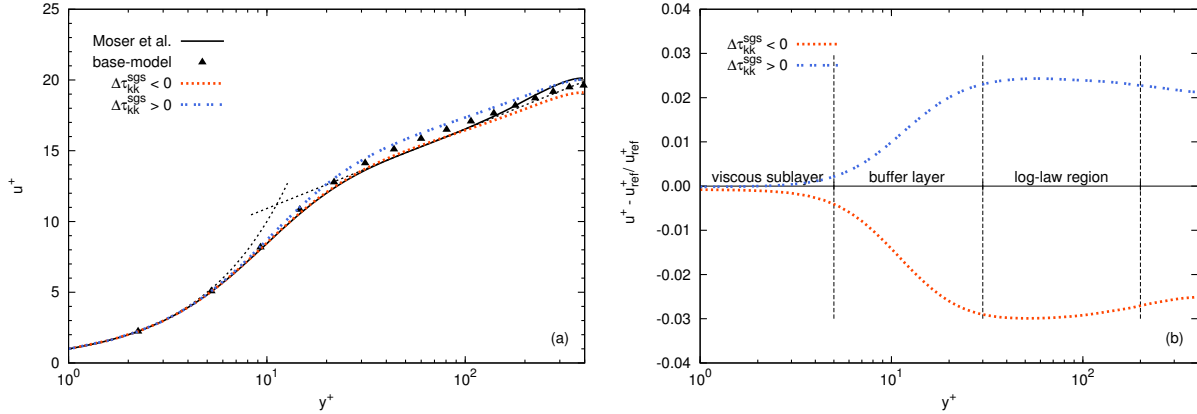 25
20
15
10
5
0
u+
10^0
10^1
10^2
y+
Moser et al.
base-model
Δτ_kk^sgs < 0
Δτ_kk^sgs > 0
(a)
0.04
0.03
0.02
0.01
0.00
-0.01
-0.02
-0.03
-0.04
u+ - u+_ref/ u+_ref
10^0
10^1
10^2
y+
Δτ_kk^sgs < 0
Δτ_kk^sgs > 0
viscous sublayer
buffer layer
log-law region
(b)